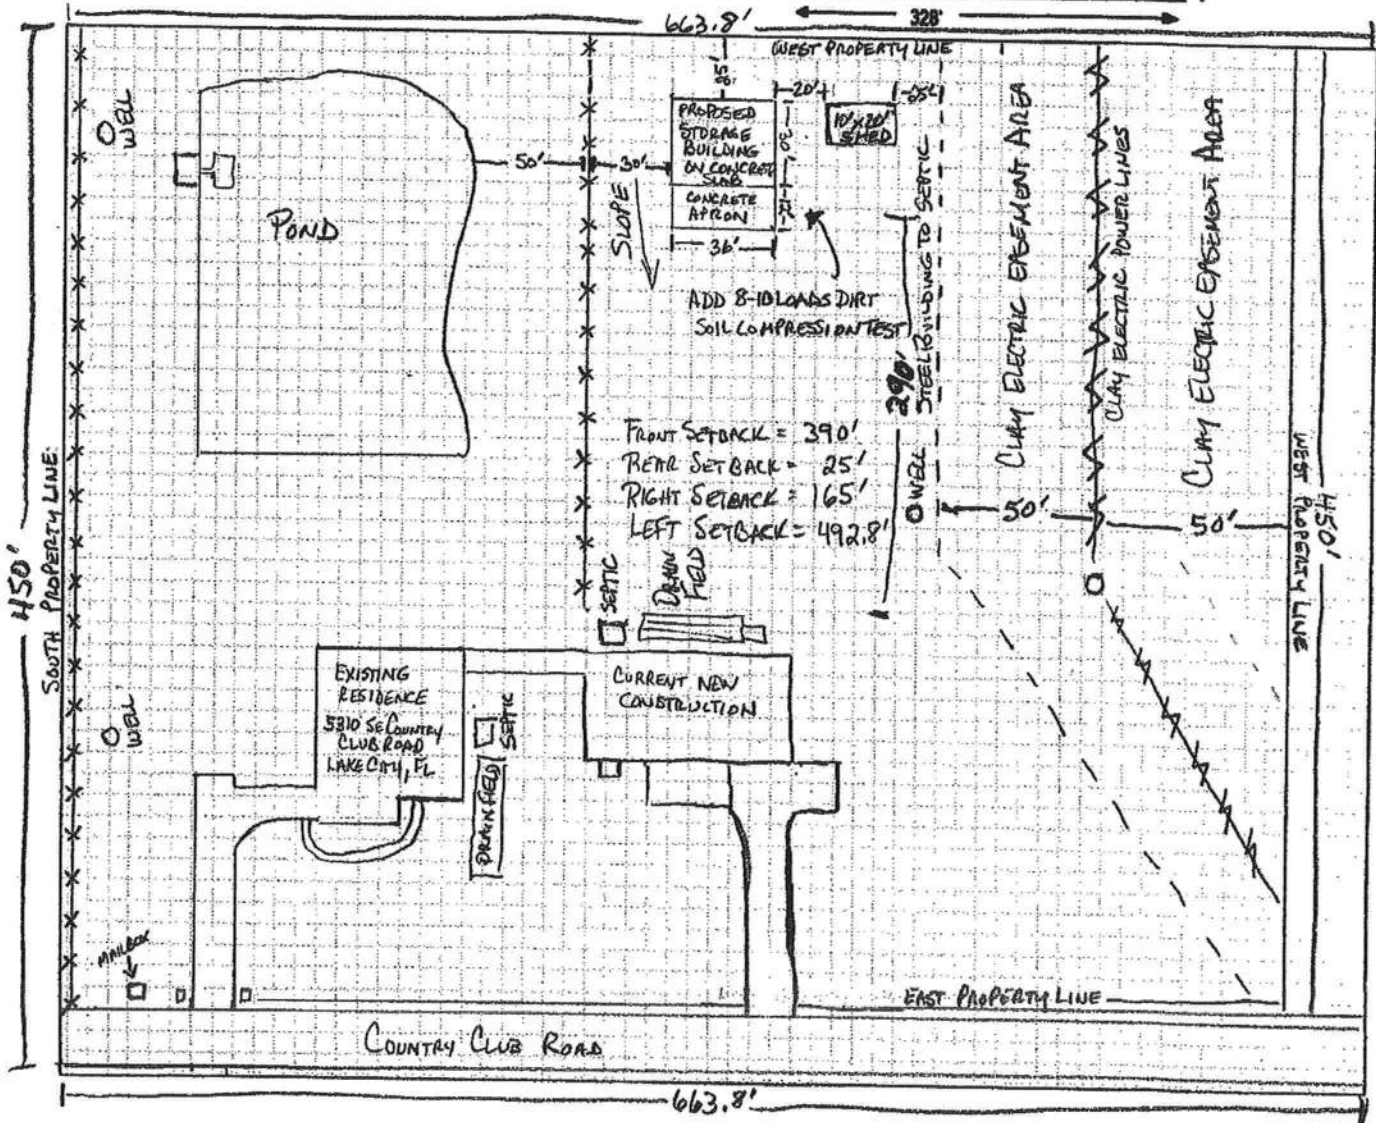 663.8'
328'
WEST PROPERTY LINE
WELL
PROPOSED
STORAGE
BUILDING
ON CONCRETE
SLAB
CONCRETE
APRON
20'
10'x20'
SHED
30'
36'
50'
30'
SLOPE
POND
ADD 8-10 LOADS DIRT
SOIL COMPRESSION TEST
290'
STEEL BUILDING TO SEPTIC
CLAY ELECTRIC EASEMENT AREA
CLAY ELECTRIC POWER LINES
CLAY ELECTRIC EASEMENT AREA
FRONT SETBACK = 390'
REAR SETBACK = 25'
RIGHT SETBACK = 165'
LEFT SETBACK = 492.8'
WELL
50'
50'
WEST PROPERTY LINE
450'
450'
SOUTH PROPERTY LINE
SEPTIC
DRAIN
FIELD
EXISTING
RESIDENCE
5310 SE COUNTRY
CLUB ROAD
LAKE CITY, FL
SEPTIC
DRAINFIELD
CURRENT NEW
CONSTRUCTION
WELL
MAILBOX
EAST PROPERTY LINE
COUNTRY CLUB ROAD
663.8'